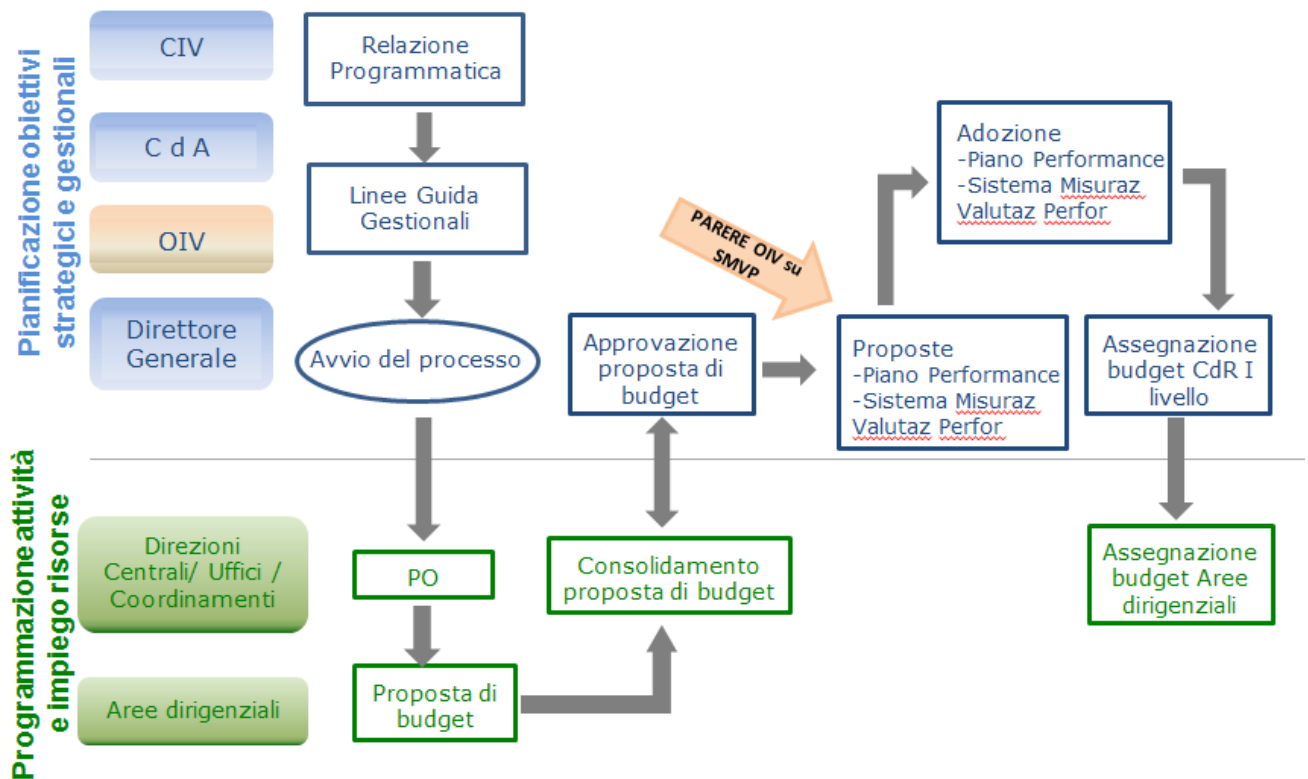 Pianificazione obiettivi
strategici e gestionali
CIV
C d A
OIV
Direttore
Generale
Relazione
Programmatica
Linee Guida
Gestionali
Avvio del processo
Approvazione
proposta di
budget
PARERE OIV su
SMVP
Proposte
-Piano Performance
-Sistema Misuraz
Valutaz Perfor
Adozione
-Piano Performance
-Sistema Misuraz
Valutaz Perfor
Assegnazione
budget CdR I
livello
Programmazione attività
e impiego risorse
Direzioni
Centrali/ Uffici /
Coordinamenti
Aree dirigenziali
PO
Proposta di
budget
Consolidamento
proposta di budget
Assegnazione
budget Aree
dirigenziali